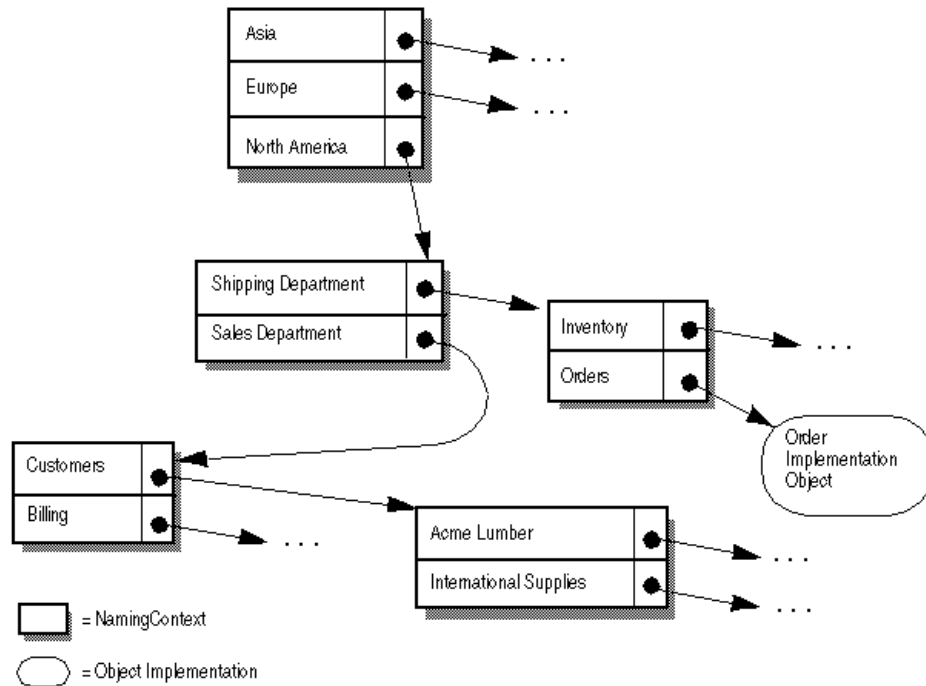 Asia
. . .
Europe
. . .
North America
Shipping Department
Sales Department
Inventory
. . .
Orders
Order
Implementation
Object
Customers
Billing
. . .
Acme Lumber
. . .
International Supplies
. . .
= NamingContext
= Object Implementation